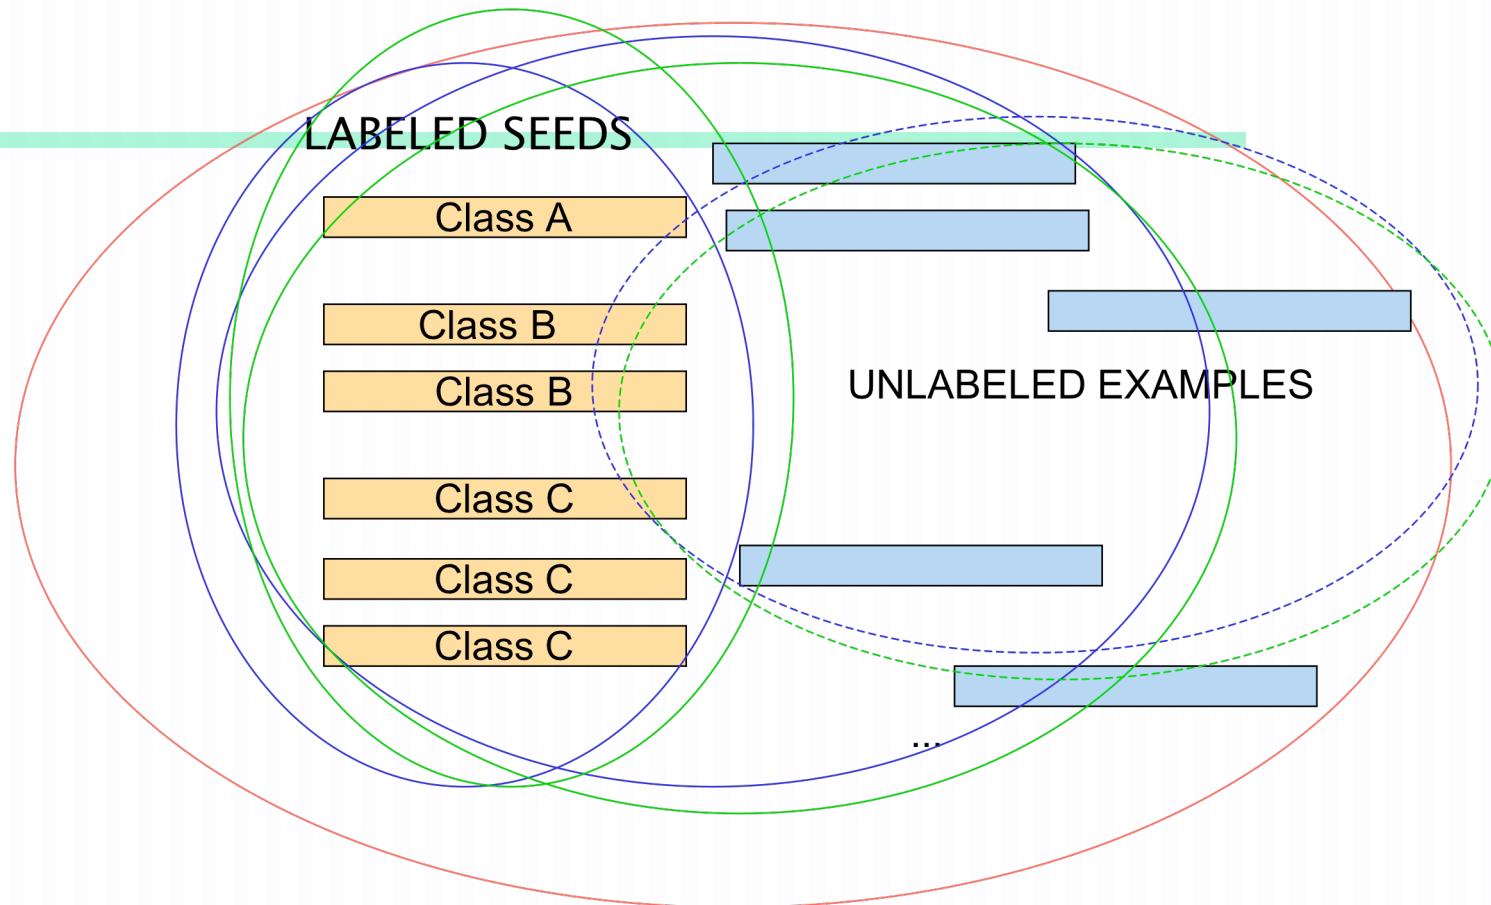 LABELED SEEDS
Class A
Class B
Class B
UNLABELED EXAMPLES
Class C
Class C
Class C
...